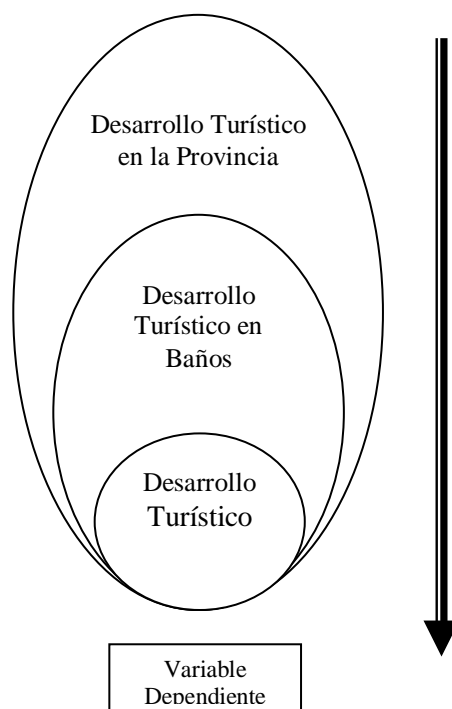 Desarrollo Turístico
en la Provincia
Desarrollo
Turístico en
Baños
Desarrollo
Turístico
Variable
Dependiente